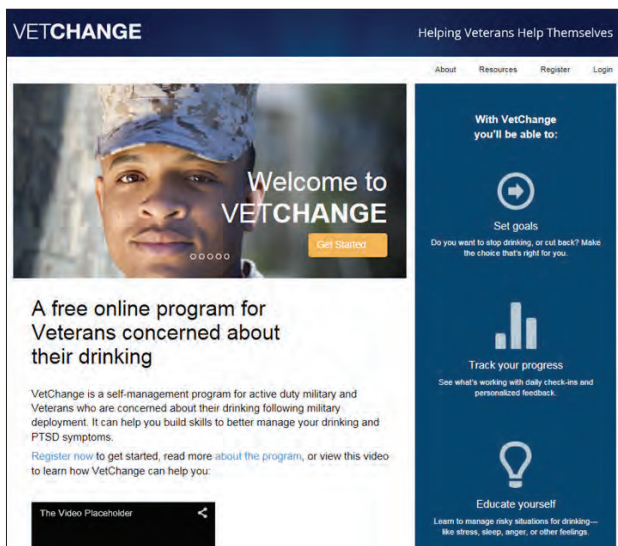 VETCHANGE
Helping Veterans Help Themselves
About Resources Register Login
Welcome to
VETCHANGE
Get Started
A free online program for
Veterans concerned about
their drinking
VetChange is a self-management program for active duty military and
Veterans who are concerned about their drinking following military
deployment. It can help you build skills to better manage your drinking and
PTSD symptoms.
Register now to get started, read more about the program, or view this video
to learn how VetChange can help you:
The Video Placeholder
With VetChange
you'll be able to:
Set goals
Do you want to stop drinking, or cut back? Make
the choice that's right for you.
Track your progress
See what's working with daily check-ins and
personalized feedback.
Educate yourself
Learn to manage risky situations for drinking—
like stress, sleep, anger, or other feelings.